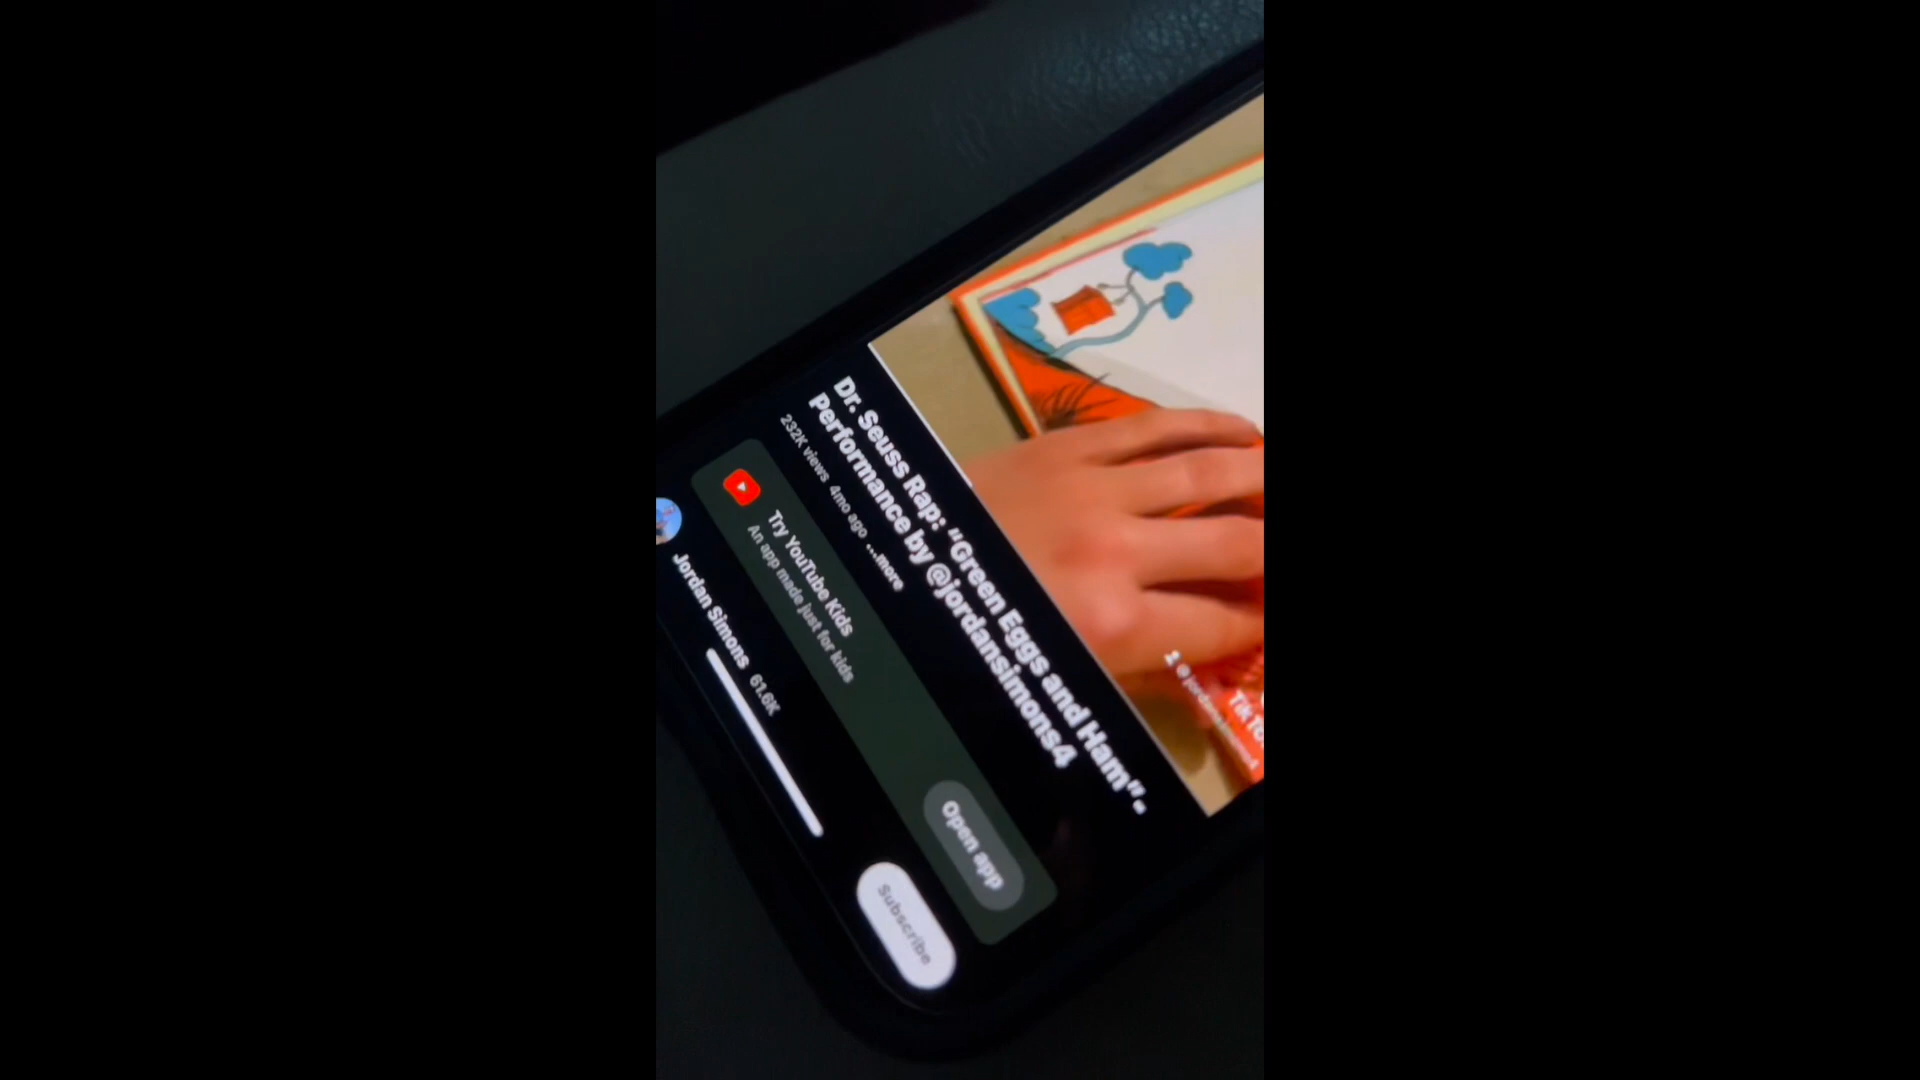 Dr. Seuss Rap: “Green Eggs and Ham” -
Performance by @jordansimons4
232K views 4mo ago ...more
Try YouTube Kids
An app made just for kids
Open app
Jordan Simons 61.6K
Subscribe